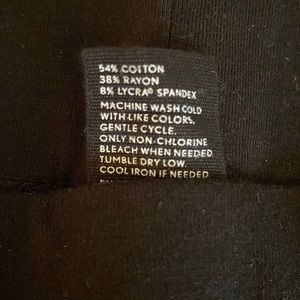 54% COTTON
38% RAYON
8% LYCRA® SPANDEX
MACHINE WASH COLD
WITH LIKE COLORS.
GENTLE CYCLE.
ONLY NON-CHLORINE
BLEACH WHEN NEEDED.
TUMBLE DRY LOW.
COOL IRON IF NEEDED